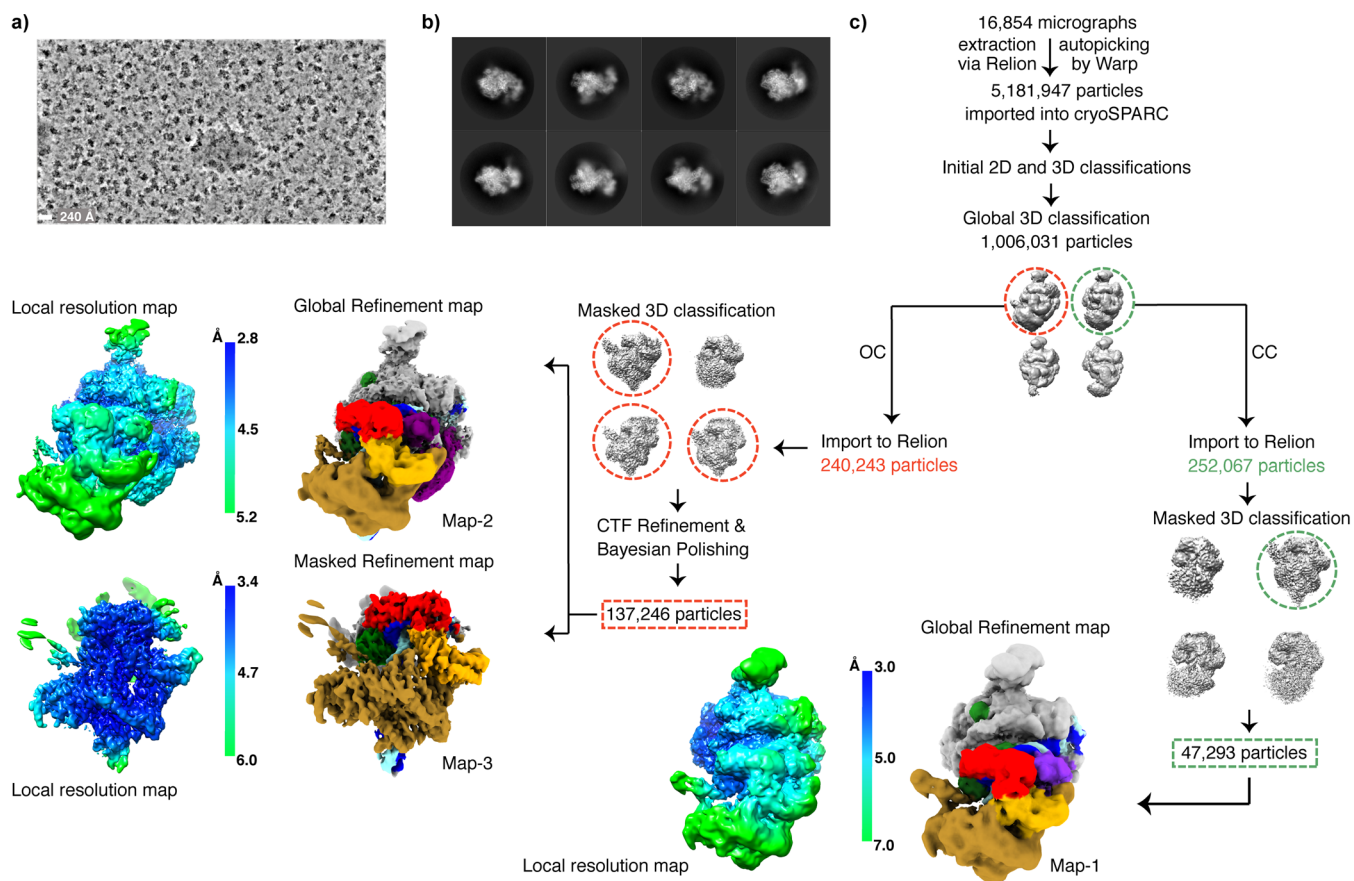 a)
240 Å
b)
c)
16,854 micrographs
extraction autopicking
via Relion by Warp
5,181,947 particles
imported into cryoSPARC
Initial 2D and 3D classifications
Global 3D classification
1,006,031 particles
OC
CC
Import to Relion
240,243 particles
Import to Relion
252,067 particles
Masked 3D classification
CTF Refinement &
Bayesian Polishing
137,246 particles
Masked 3D classification
47,293 particles
Local resolution map
Å 2.8
4.5
5.2
Global Refinement map
Map-2
Masked Refinement map
Map-3
Å 3.4
4.7
6.0
Local resolution map
Global Refinement map
Å 3.0
5.0
7.0
Local resolution map
Map-1